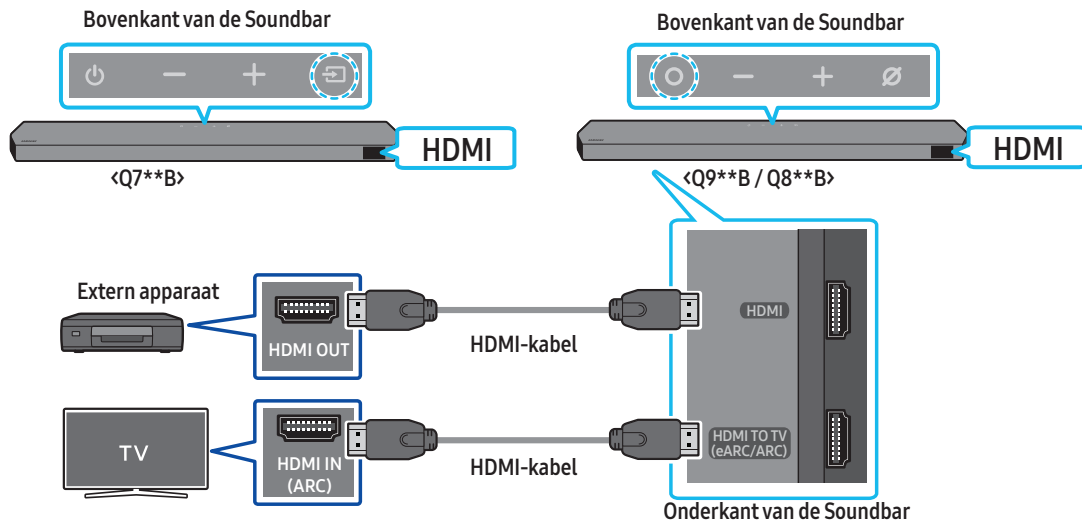 Bovenkant van de Soundbar
Bovenkant van de Soundbar
HDMI
HDMI
<Q7**B>
<Q9**B / Q8**B>
Extern apparaat
HDMI OUT
HDMI-kabel
HDMI
TV
HDMI IN
(ARC)
HDMI-kabel
HDMI TO TV
(eARC/ARC)
Onderkant van de Soundbar